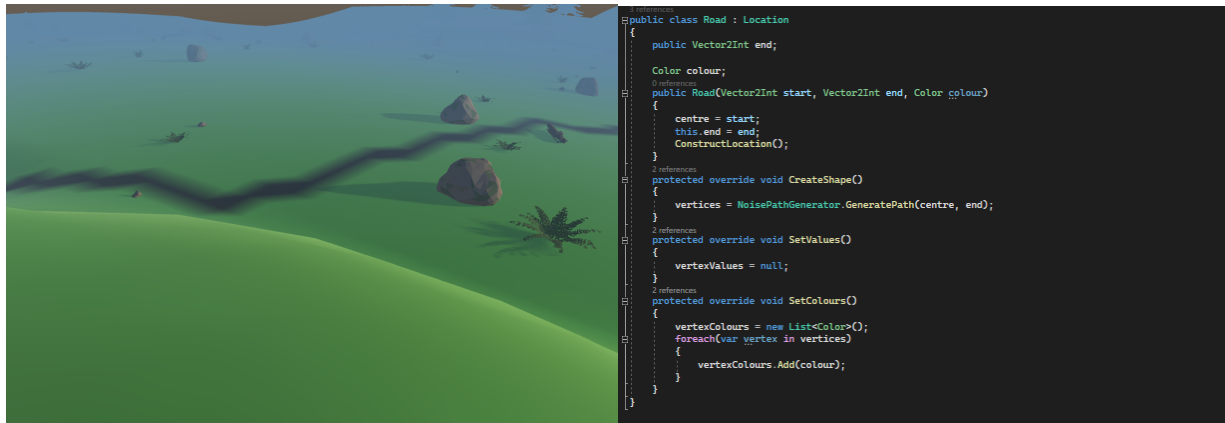 3 references
public class Road : Location
{
public Vector2Int end;
Color colour;
0 references
public Road(Vector2Int start, Vector2Int end, Color colour)
{
centre = start;
this.end = end;
ConstructLocation();
}
2 references
protected override void CreateShape()
{
vertices = NoisePathGenerator.GeneratePath(centre, end);
}
2 references
protected override void SetValues()
{
vertexValues = null;
}
2 references
protected override void SetColours()
{
vertexColours = new List<Color>();
foreach(var vertex in vertices)
{
vertexColours.Add(colour);
}
}
}